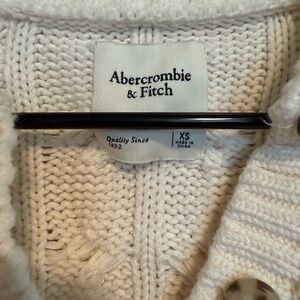 Abercrombie
& Fitch
Quality Since
1892
XS
MADE IN
CHINA